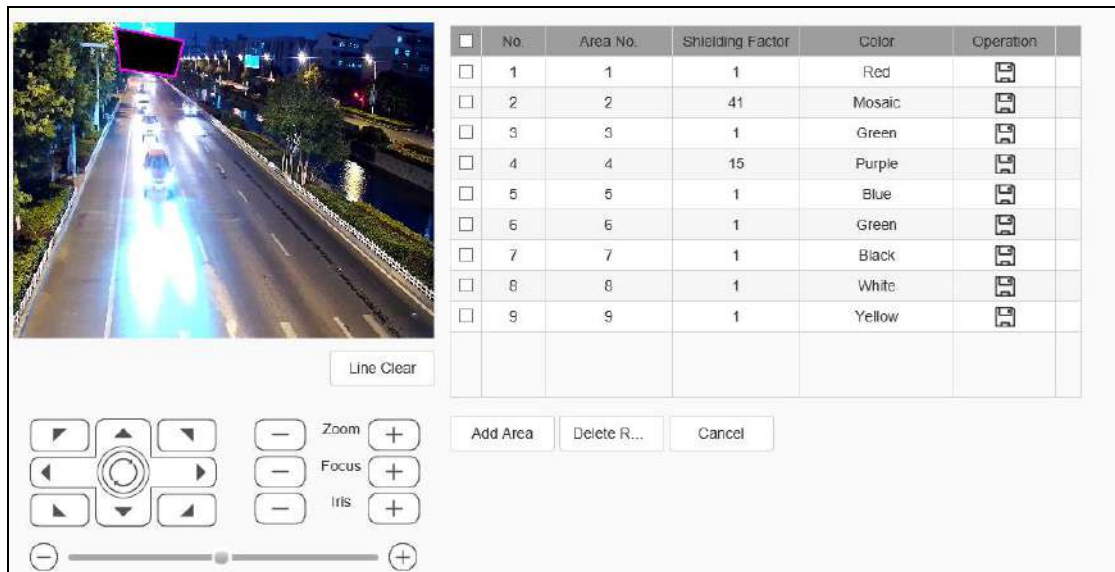 No. Area No. Shielding Factor Color Operation
1 1 1 Red
2 2 41 Mosaic
3 3 1 Green
4 4 15 Purple
5 5 1 Blue
6 6 1 Green
7 7 1 Black
8 8 1 White
9 9 1 Yellow
Line Clear
Zoom
Focus
Iris
Add Area Delete R... Cancel